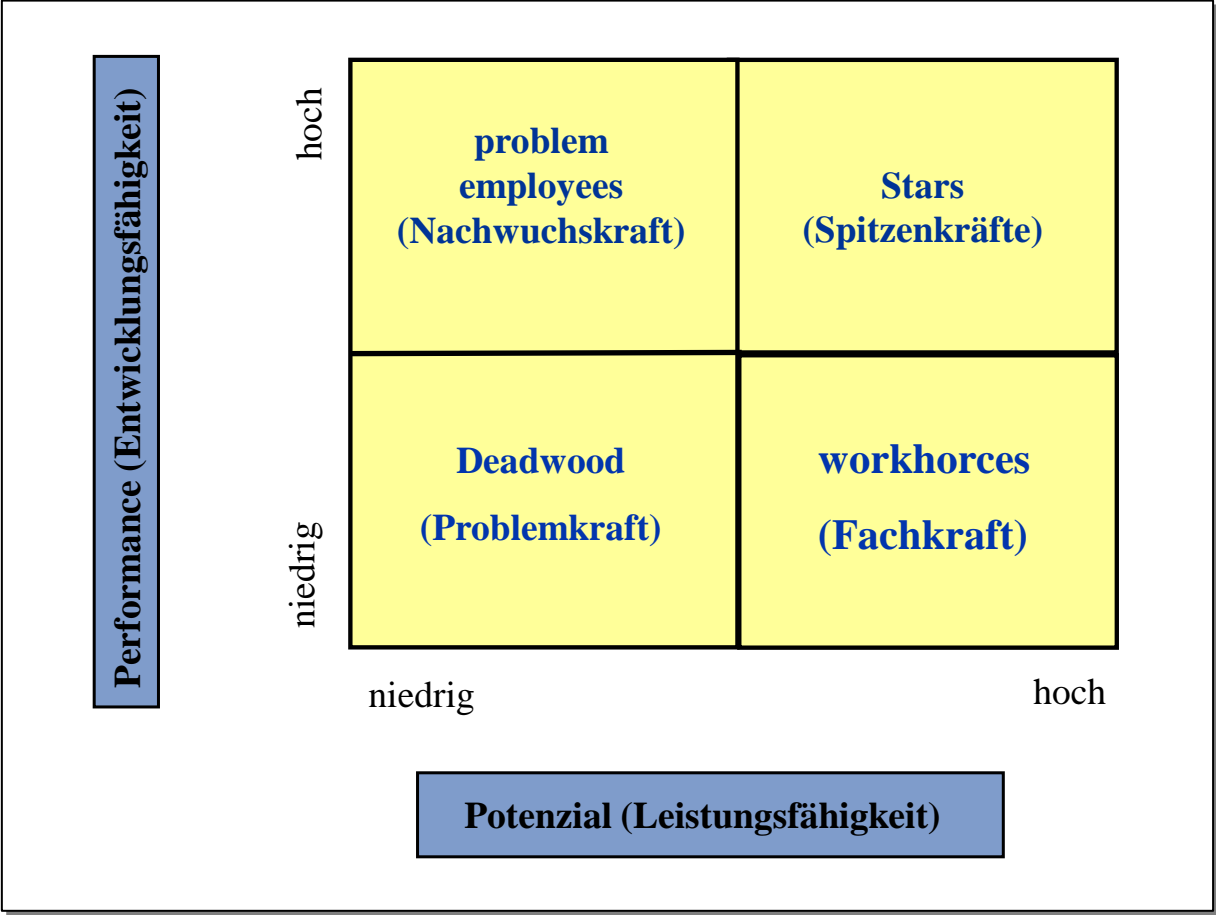 Performance (Entwicklungsfähigkeit)
hoch
problem
employees
(Nachwuchskraft)
Stars
(Spitzenkräfte)
niedrig
Deadwood
(Problemkraft)
workhorces
(Fachkraft)
niedrig
hoch
Potenzial (Leistungsfähigkeit)